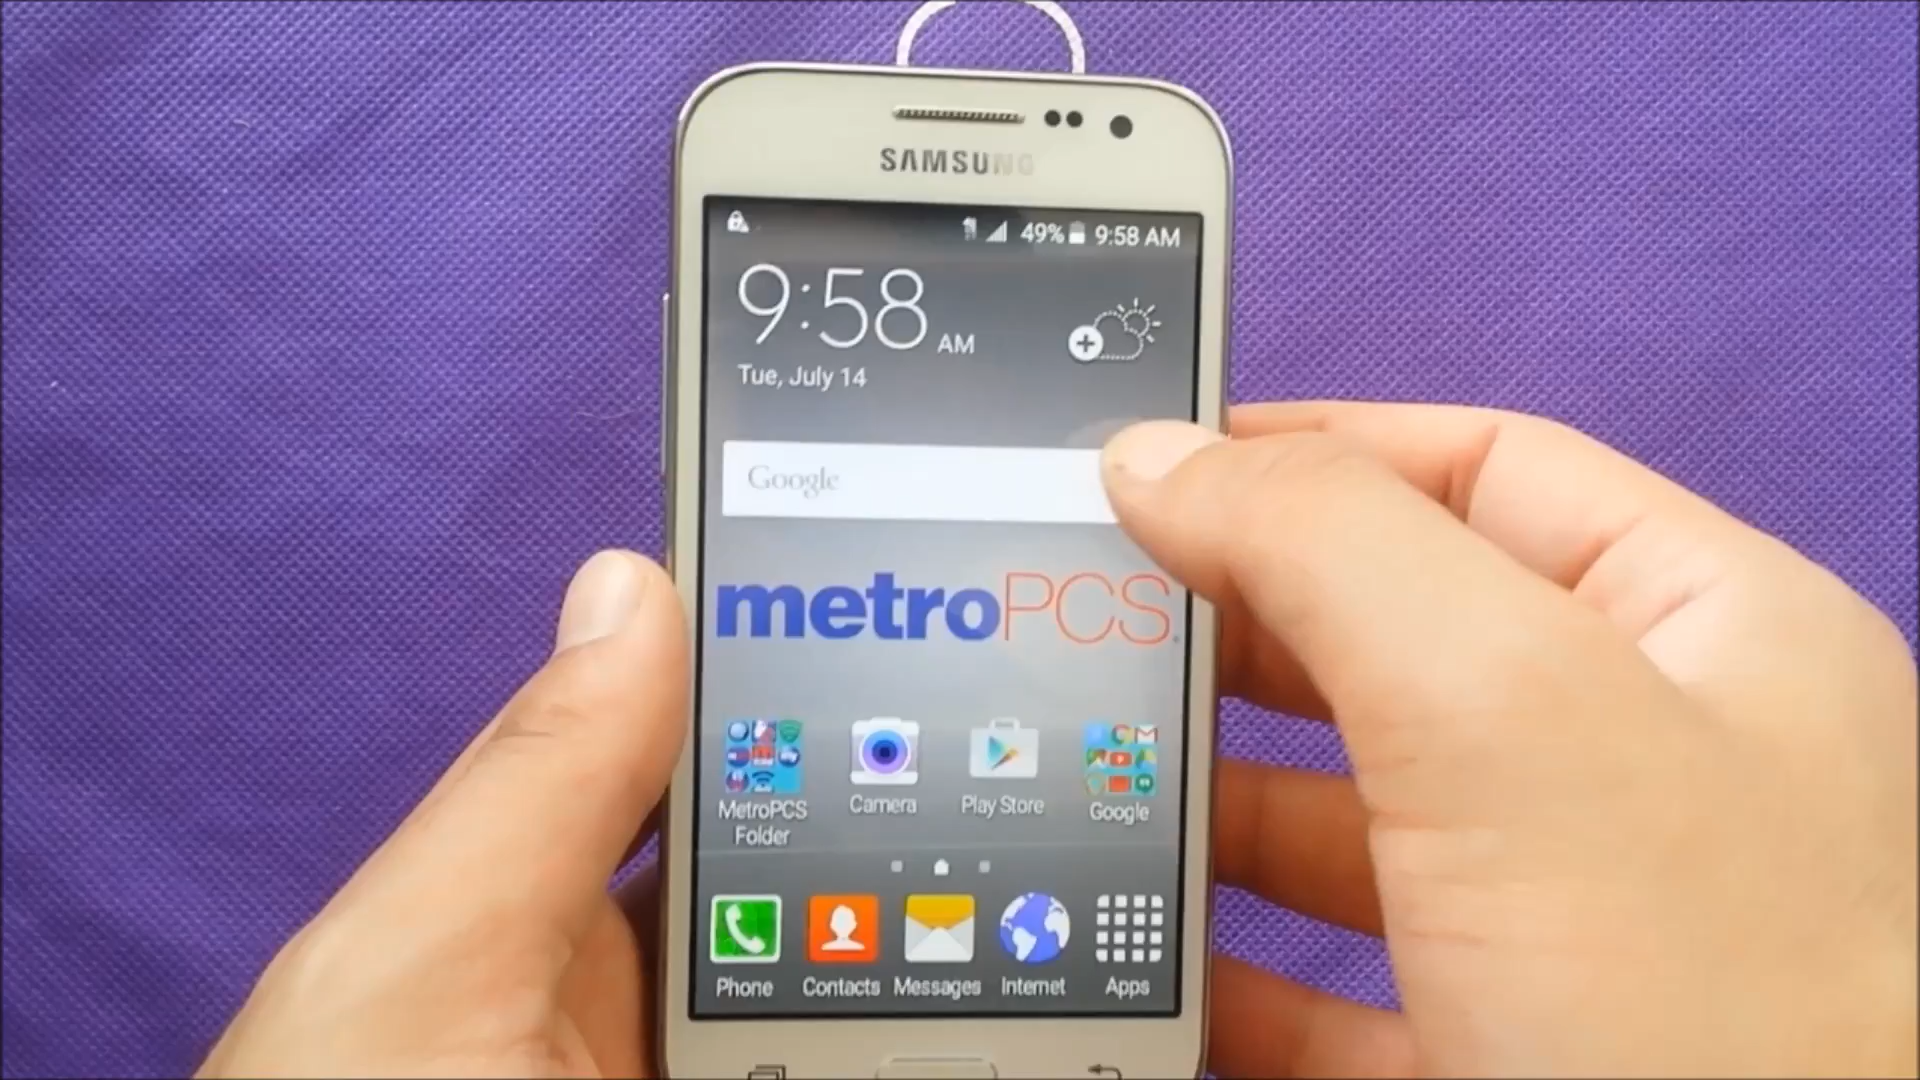 SAMSUNG
49% 9:58 AM
9:58 AM
Tue, July 14
Google
metroPCS.
MetroPCS Folder
Camera
Play Store
Google
Phone
Contacts
Messages
Internet
Apps